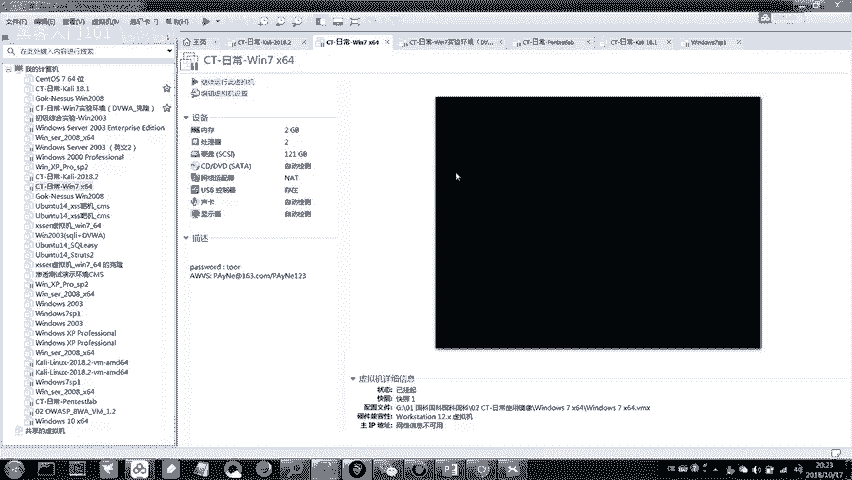 黑客入门101
文件(F) 编辑(E) 查看(V) 虚拟机(M) 选项卡(T) 帮助(H)
在此处键入内容进行搜索
主页
CT-日常-Kali-2018.2
CT-日常-Win7 x64
CT-日常-Win7实验环境 (DV...
CT-日常-Pentestlab
CT-日常-Kali 18.1
Windows7sp1
我的计算机
CentOS 7 64 位
CT-日常-Kali 18.1
Gok-Nessus Win2008
CT-日常-Win7实验环境 (DVWA_克隆)
初级综合实验-Win2003
Windows Server 2003 Enterprise Edition
Win_ser_2008_x64
Windows Server 2003 (英文2)
Windows 2000 Professional
Win_XP_Pro_sp2
CT-日常-Kali-2018.2
CT-日常-Win7 x64
Gok-Nessus Win2008
Ubuntu14_xss靶机_cms
Ubuntu14_xss靶机_cms
xsser虚拟机_win7_64
Win2003(sqli+DVWA)
Ubuntu14_SQLeasy
Ubuntu14_Struts2
xsser虚拟机_win7_64 的克隆
渗透测试演示环境CMS
Win_XP_Pro_sp2
Win_ser_2008_x64
Windows 2003
Windows7sp1
Windows 2003
Windows XP Professional
Windows XP Professional
Win_ser_2008_x64
Kali-Linux-2018.2-vm-amd64
Kali-Linux-2018.2-vm-amd64
Windows7sp1
Win_ser_2008_x64
CT-日常-Pentestlab
02 OWASP_BWA_VM_1.2
Windows 10 x64
共享的虚拟机
CT-日常-Win7 x64
继续运行此虚拟机
编辑虚拟机设置
设备
内存 2 GB
处理器 2
硬盘 (SCSI) 121 GB
CD/DVD (SATA) 自动检测
网络适配器 NAT
USB 控制器 存在
声卡 自动检测
显示器 自动检测
描述
password : toor
AWVS: PAyNe@163.com/PAyNe123
虚拟机详细信息
状态: 已挂起
快照: 快照 1
配置文件: G:\01 国科国科国科国科\02 CT-日常使用镜像\Windows 7 x64\Windows 7 x64.vmx
硬件兼容性: Workstation 12.x 虚拟机
主 IP 地址: 网络信息不可用
20:23
2018/10/17